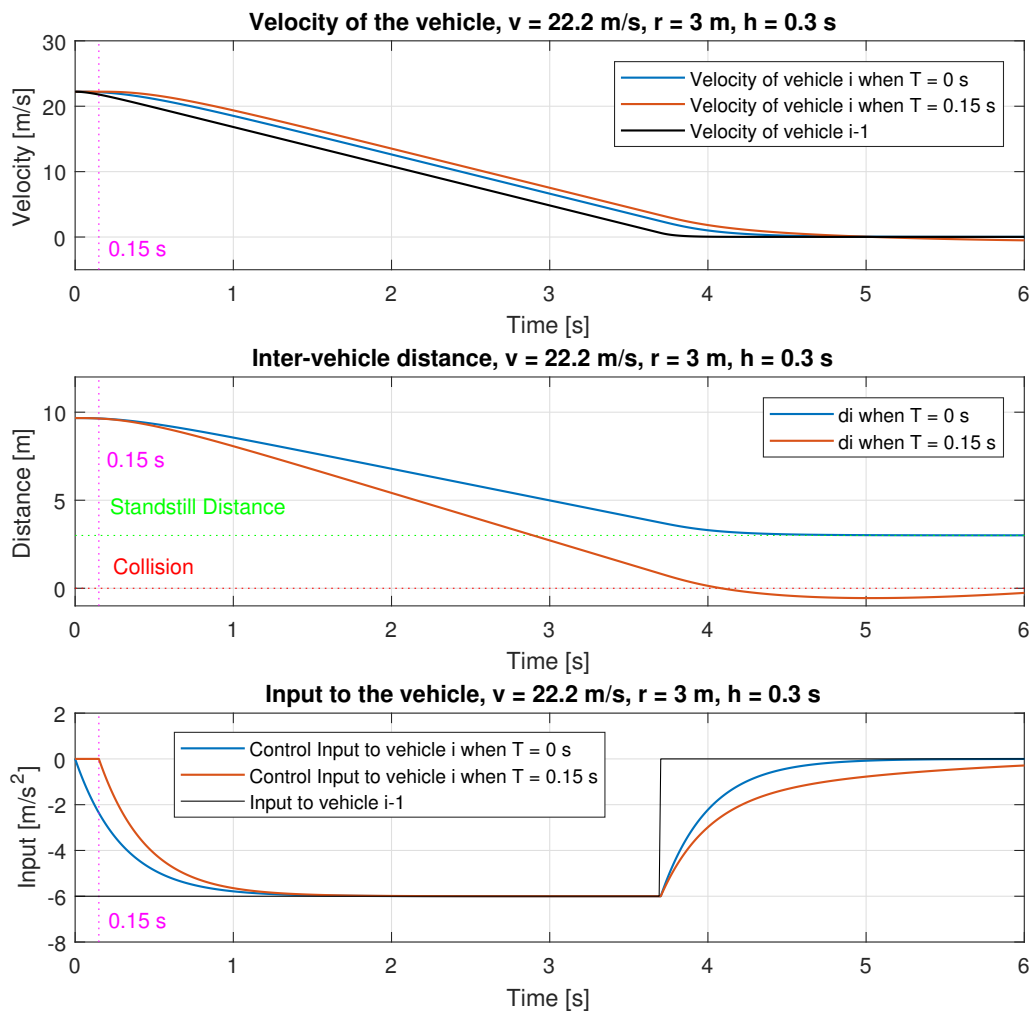 Velocity of the vehicle, v = 22.2 m/s, r = 3 m, h = 0.3 s
30
20
10
0
Velocity [m/s]
Velocity of vehicle i when T = 0 s
Velocity of vehicle i when T = 0.15 s
Velocity of vehicle i-1
0.15 s
0 1 2 3 4 5 6
Time [s]
Inter-vehicle distance, v = 22.2 m/s, r = 3 m, h = 0.3 s
10
5
0
Distance [m]
di when T = 0 s
di when T = 0.15 s
0.15 s
Standstill Distance
Collision
0 1 2 3 4 5 6
Time [s]
Input to the vehicle, v = 22.2 m/s, r = 3 m, h = 0.3 s
2
0
-2
-4
-6
-8
Input [m/s²]
Control Input to vehicle i when T = 0 s
Control Input to vehicle i when T = 0.15 s
Input to vehicle i-1
0.15 s
0 1 2 3 4 5 6
Time [s]